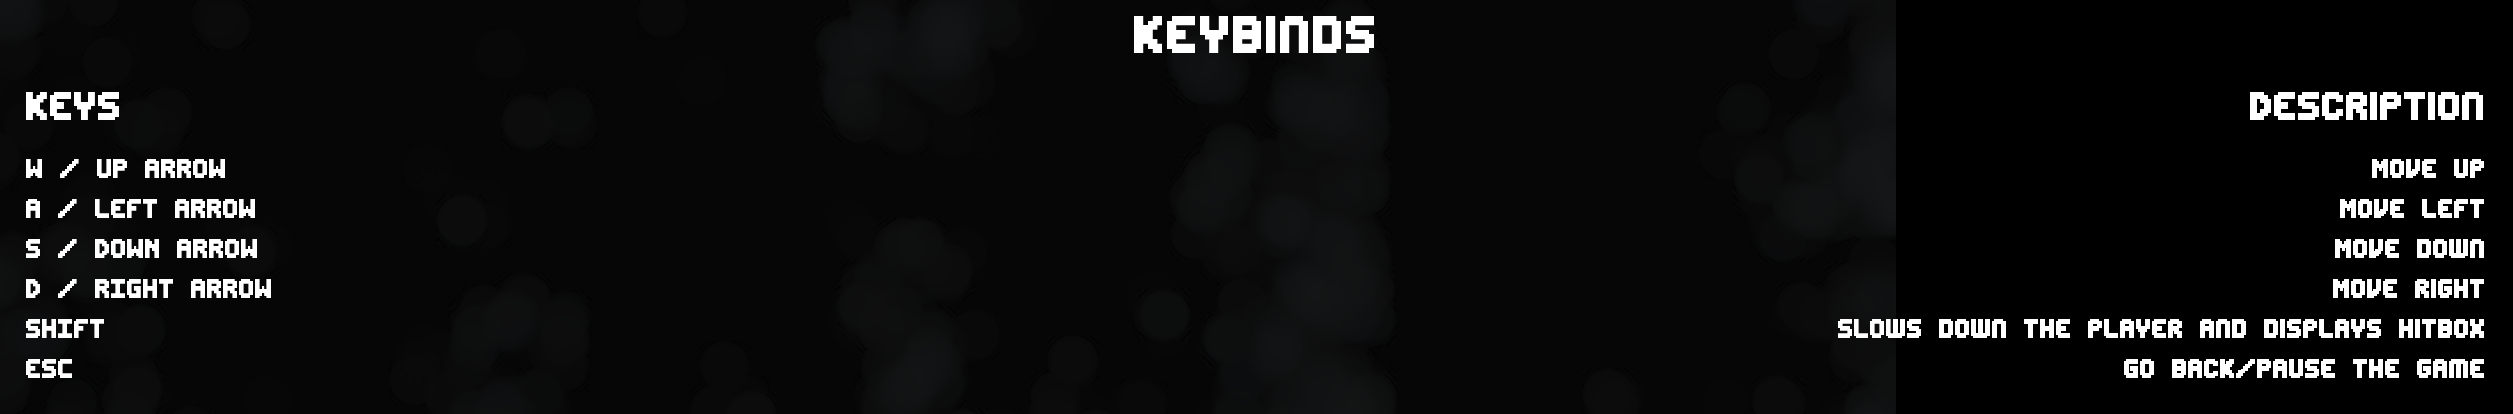 KEYBINDS
KEYS DESCRIPTION
W / UP ARROW MOVE UP
A / LEFT ARROW MOVE LEFT
S / DOWN ARROW MOVE DOWN
D / RIGHT ARROW MOVE RIGHT
SHIFT SLOWS DOWN THE PLAYER AND DISPLAYS HITBOX
ESC GO BACK/PAUSE THE GAME